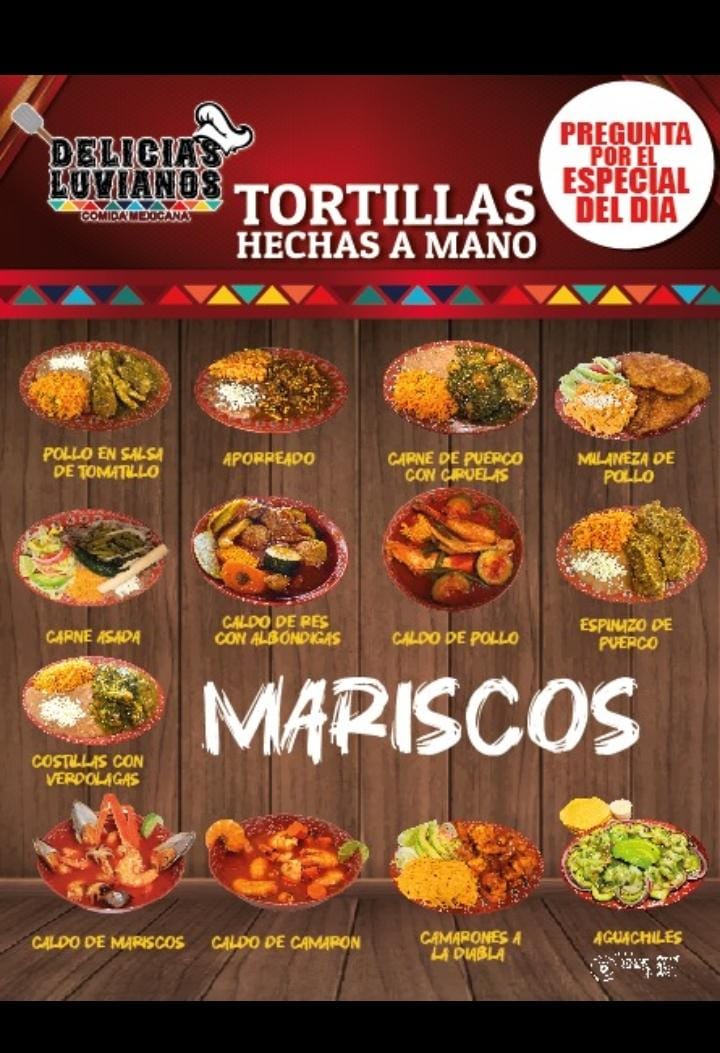 DELICIAS
LUVIANOS
COMIDA MEXICANA
TORTILLAS
HECHAS A MANO
PREGUNTA
POR EL
ESPECIAL
DEL DIA
POLLO EN SALSA
DE TOMATILLO
APORREADO
CARNE DE PUERCO
CON CIRUELAS
MILANEZA DE
POLLO
CARNE ASADA
CALDO DE RES
CON ALBÓNDIGAS
CALDO DE POLLO
ESPINAZO DE
PUERCO
COSTILLAS CON
VERDOLAGAS
MARISCOS
CALDO DE MARISCOS
CALDO DE CAMARON
CAMARONES A
LA DIABLA
AGUACHILES